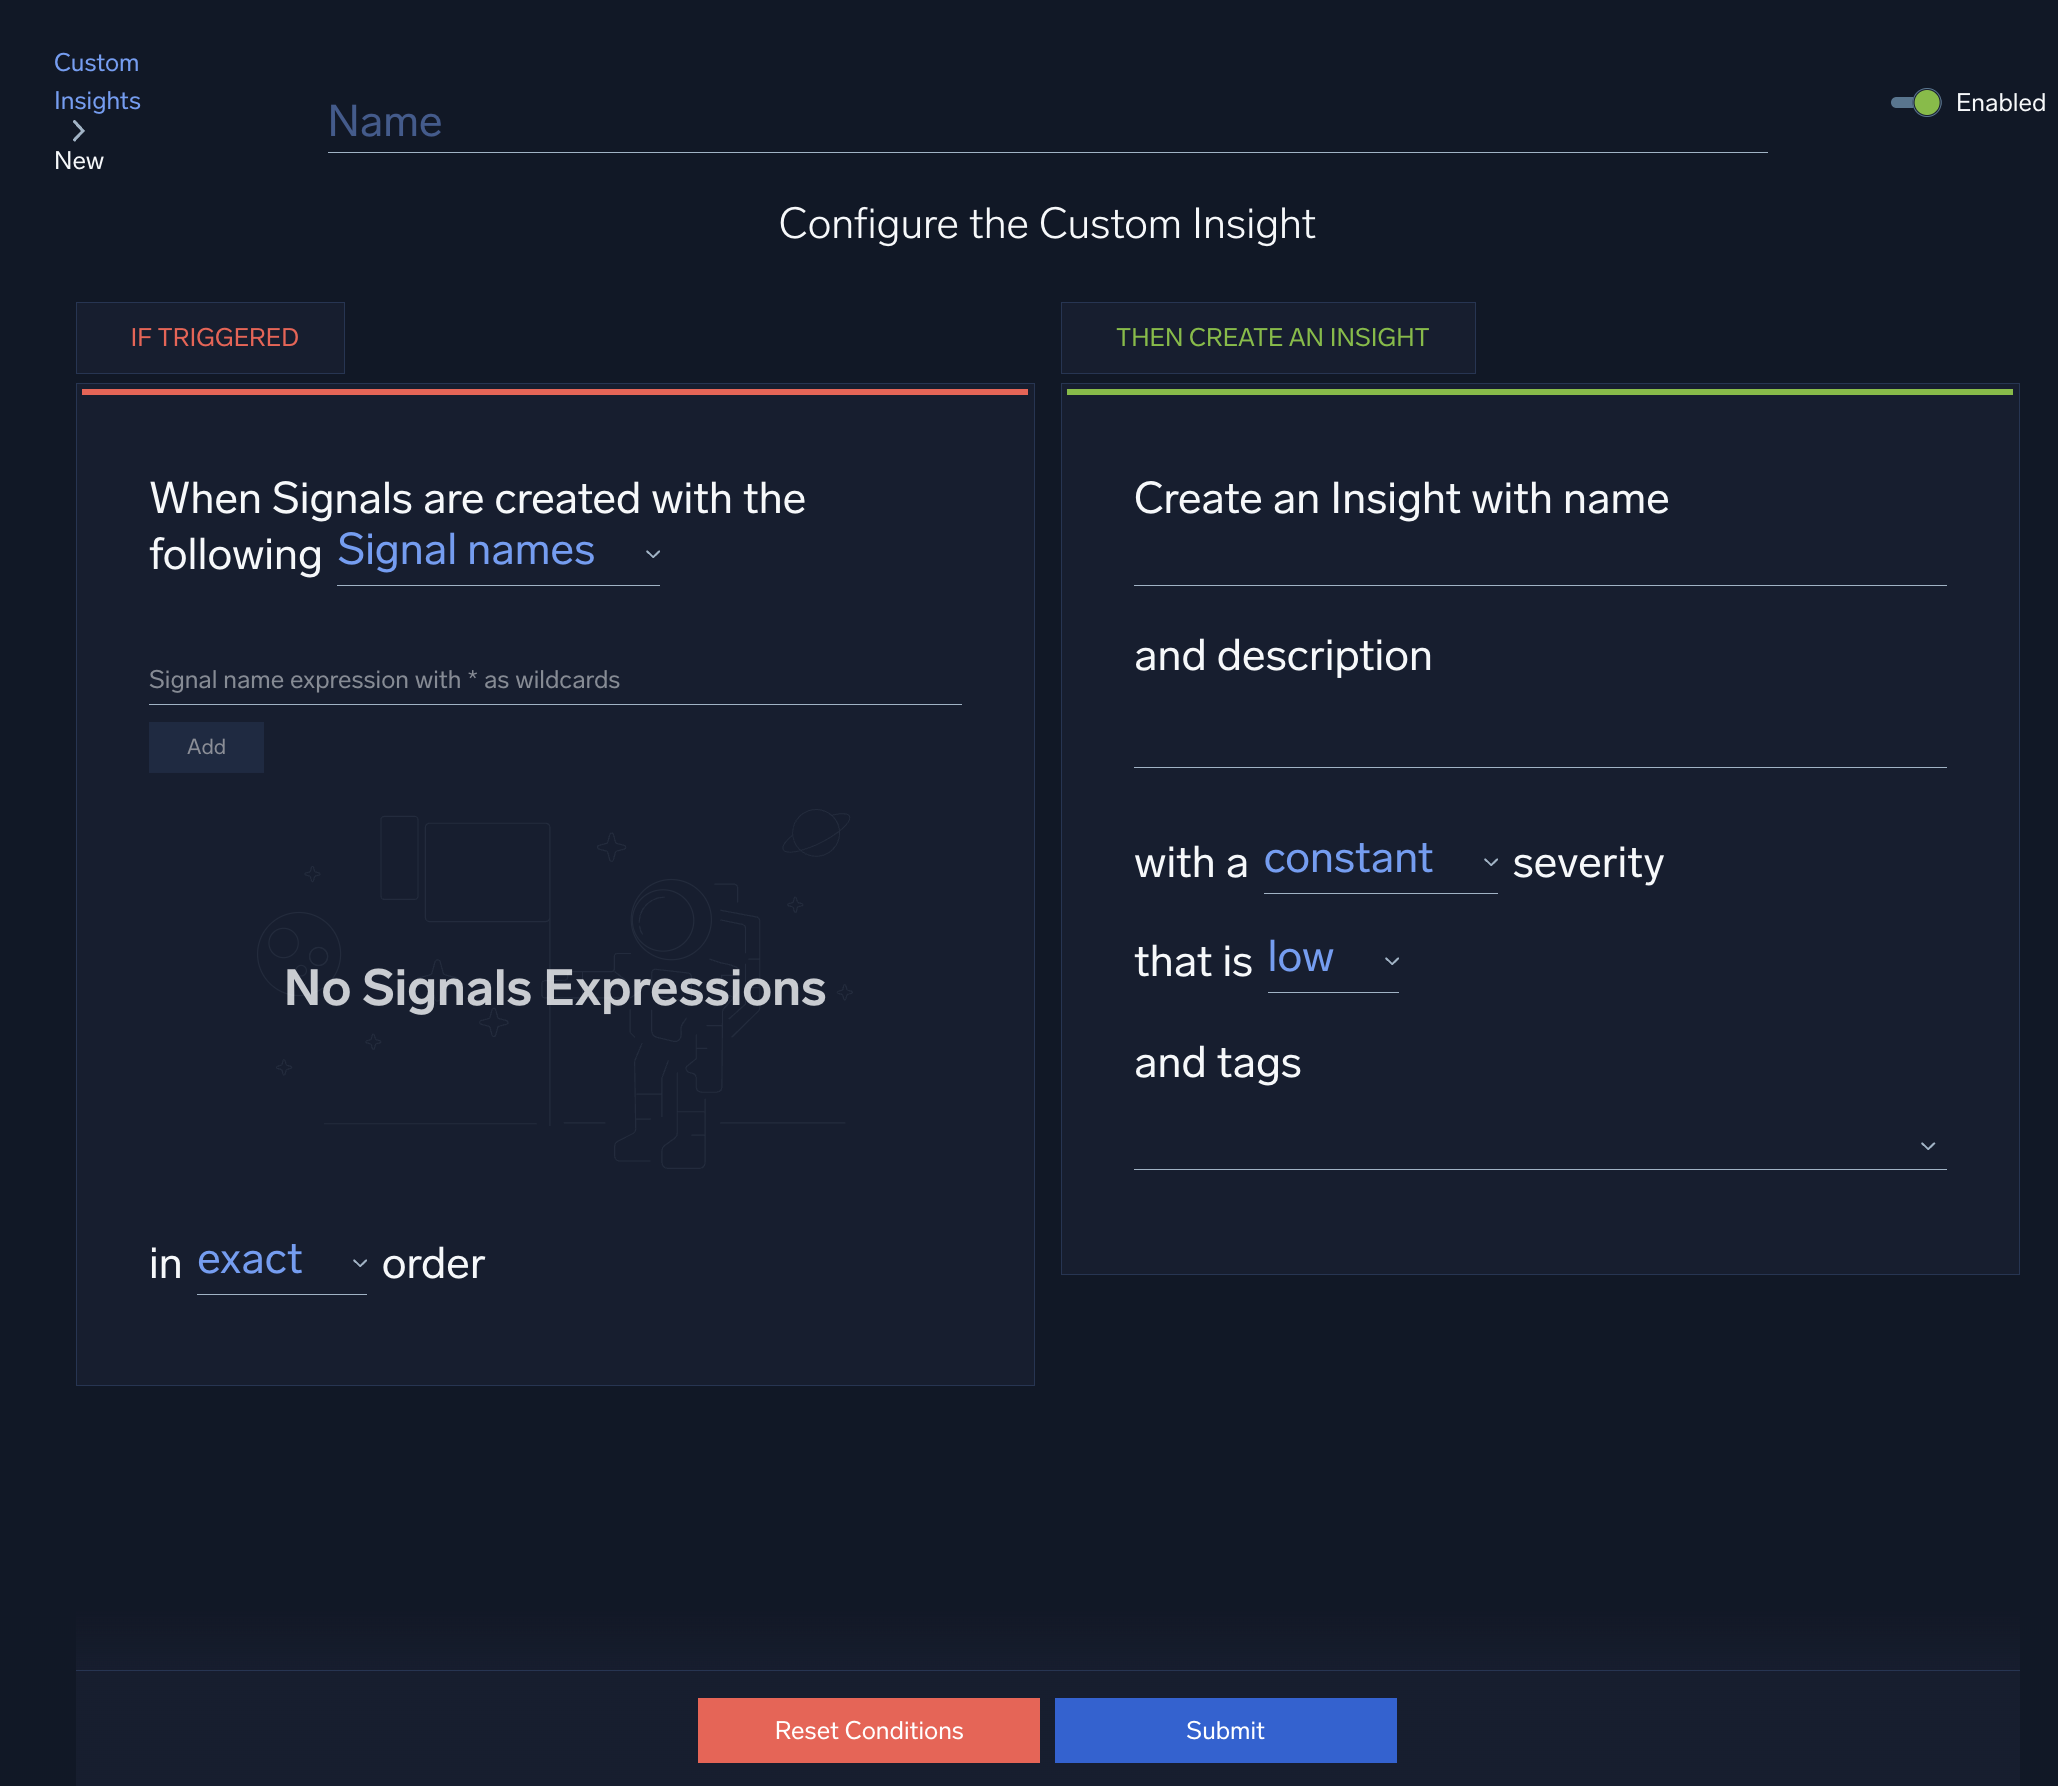 Custom
Insights
New
Name
Enabled
Configure the Custom Insight
IF TRIGGERED
When Signals are created with the
following Signal names
Signal name expression with * as wildcards
Add
No Signals Expressions
in exact order
THEN CREATE AN INSIGHT
Create an Insight with name
and description
with a constant severity
that is low
and tags
Reset Conditions
Submit